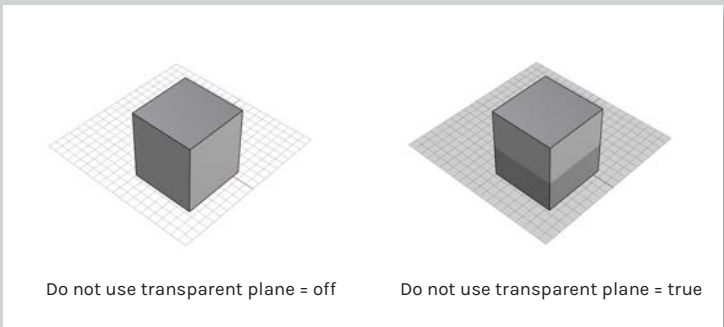 Do not use transparent plane = off
Do not use transparent plane = true